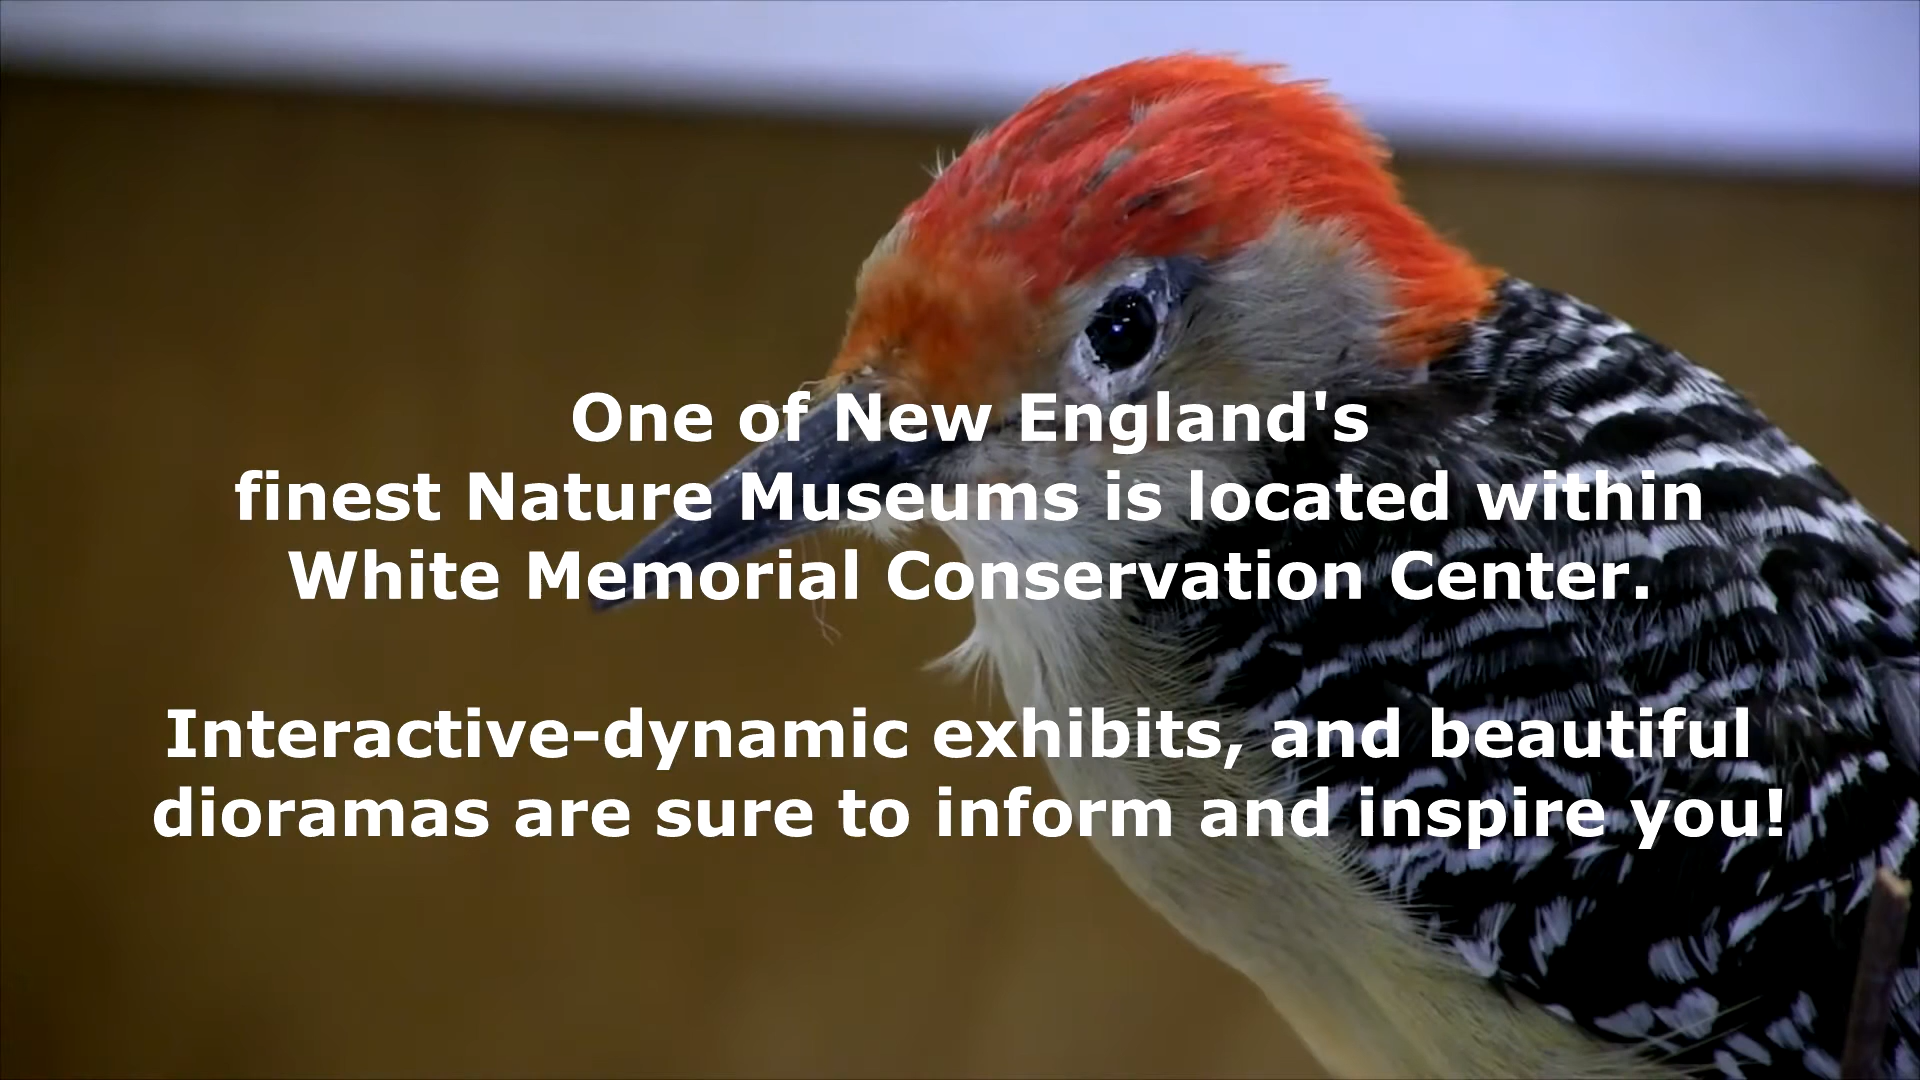 One of New England's
finest Nature Museums is located within
White Memorial Conservation Center.
Interactive-dynamic exhibits, and beautiful
dioramas are sure to inform and inspire you!